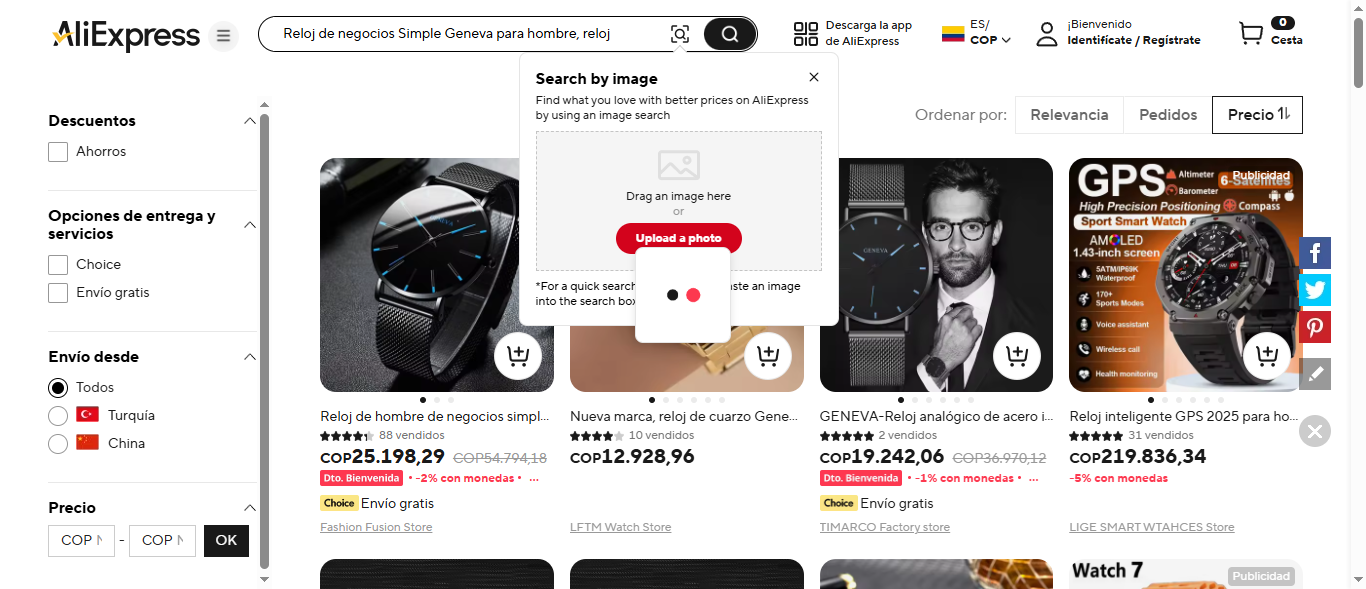 AliExpress
Reloj de negocios Simple Geneva para hombre, reloj
Descarga la app
de AliExpress
ES/
COP
¡Bienvenido
Identifícate / Regístrate
0
Cesta
Search by image
Find what you love with better prices on AliExpress
by using an image search
Drag an image here
or
Upload a photo
*For a quick search
ste an image
into the search box
Descuentos
Ahorros
Opciones de entrega y
servicios
Choice
Envío gratis
Envío desde
Todos
Turquía
China
Precio
COP
-
COP
OK
Ordenar por:
Relevancia
Pedidos
Precio
GENEVA
Publicidad
GPS
Altimeter
Barometer
6-Satellites
High Precision Positioning
Compass
Sport Smart Watch
AMOLED
1.43-inch screen
5ATM/IP69K
Waterproof
170+
Sports Modes
Voice assistant
Wireless call
Health monitoring
Reloj de hombre de negocios simpl...
88 vendidos
COP25.198,29 COP54.794,18
Dto. Bienvenida
• -2% con monedas • ...
Choice Envío gratis
Fashion Fusion Store
Nueva marca, reloj de cuarzo Gene...
10 vendidos
COP12.928,96
LFTM Watch Store
GENEVA-Reloj analógico de acero i...
2 vendidos
COP19.242,06 COP36.970,12
Dto. Bienvenida
• -1% con monedas • ...
Choice Envío gratis
TIMARCO Factory store
Reloj inteligente GPS 2025 para ho...
31 vendidos
COP219.836,34
-5% con monedas
LIGE SMART WTAHCES Store
Watch 7
Publicidad